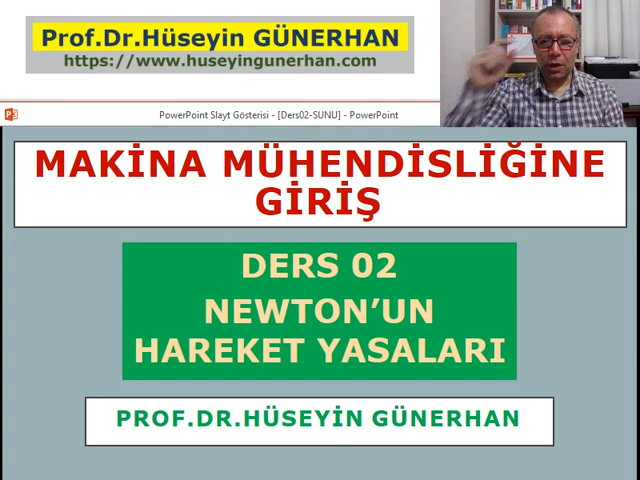 Prof.Dr.Hüseyin GÜNERHAN
https://www.huseyingunerhan.com
PowerPoint Slayt Gösterisi - [Ders02-SUNU] - PowerPoint
MAKİNA MÜHENDİSLİĞİNE
GİRİŞ
DERS 02
NEWTON’UN
HAREKET YASALARI
PROF.DR.HÜSEYİN GÜNERHAN